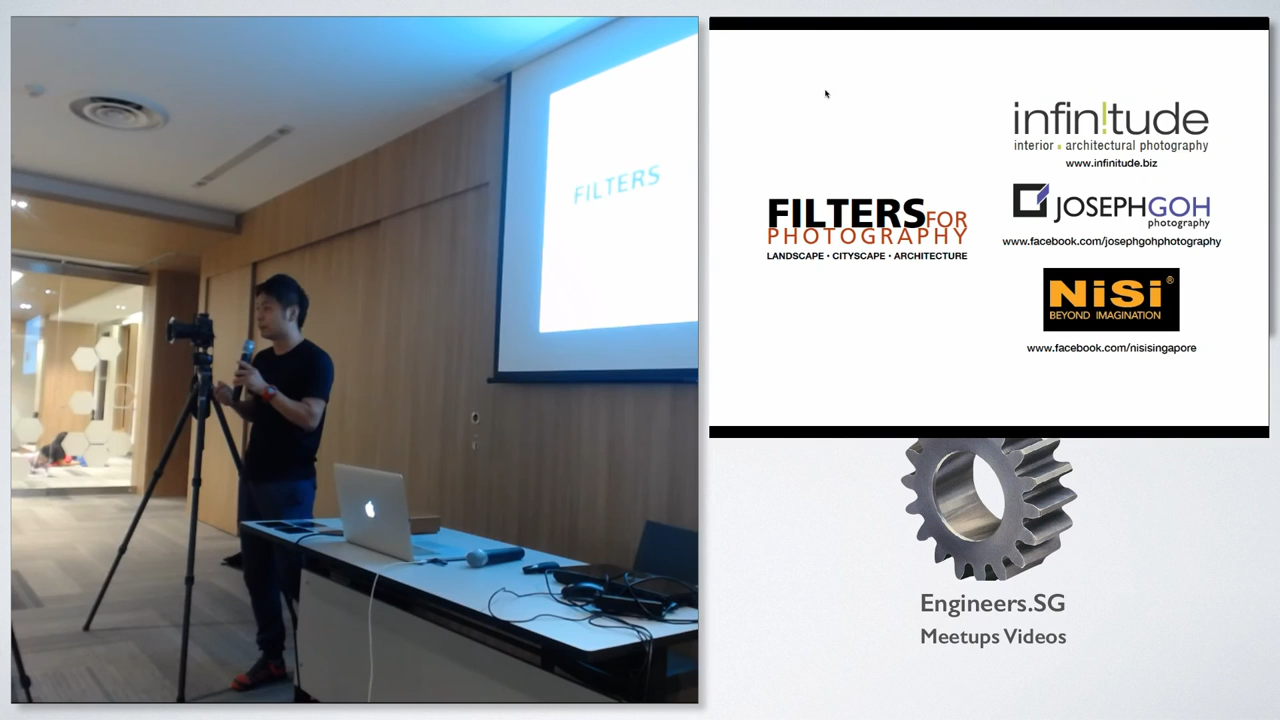 FILTERS
FILTERS FOR
PHOTOGRAPHY
LANDSCAPE • CITYSCAPE • ARCHITECTURE
infin!tude
interior ▪ architectural photography
www.infinitude.biz
JOSEPHGOH
photography
www.facebook.com/josephgohphotography
NiSi®
BEYOND IMAGINATION
www.facebook.com/nisisingapore
Engineers.SG
Meetups Videos